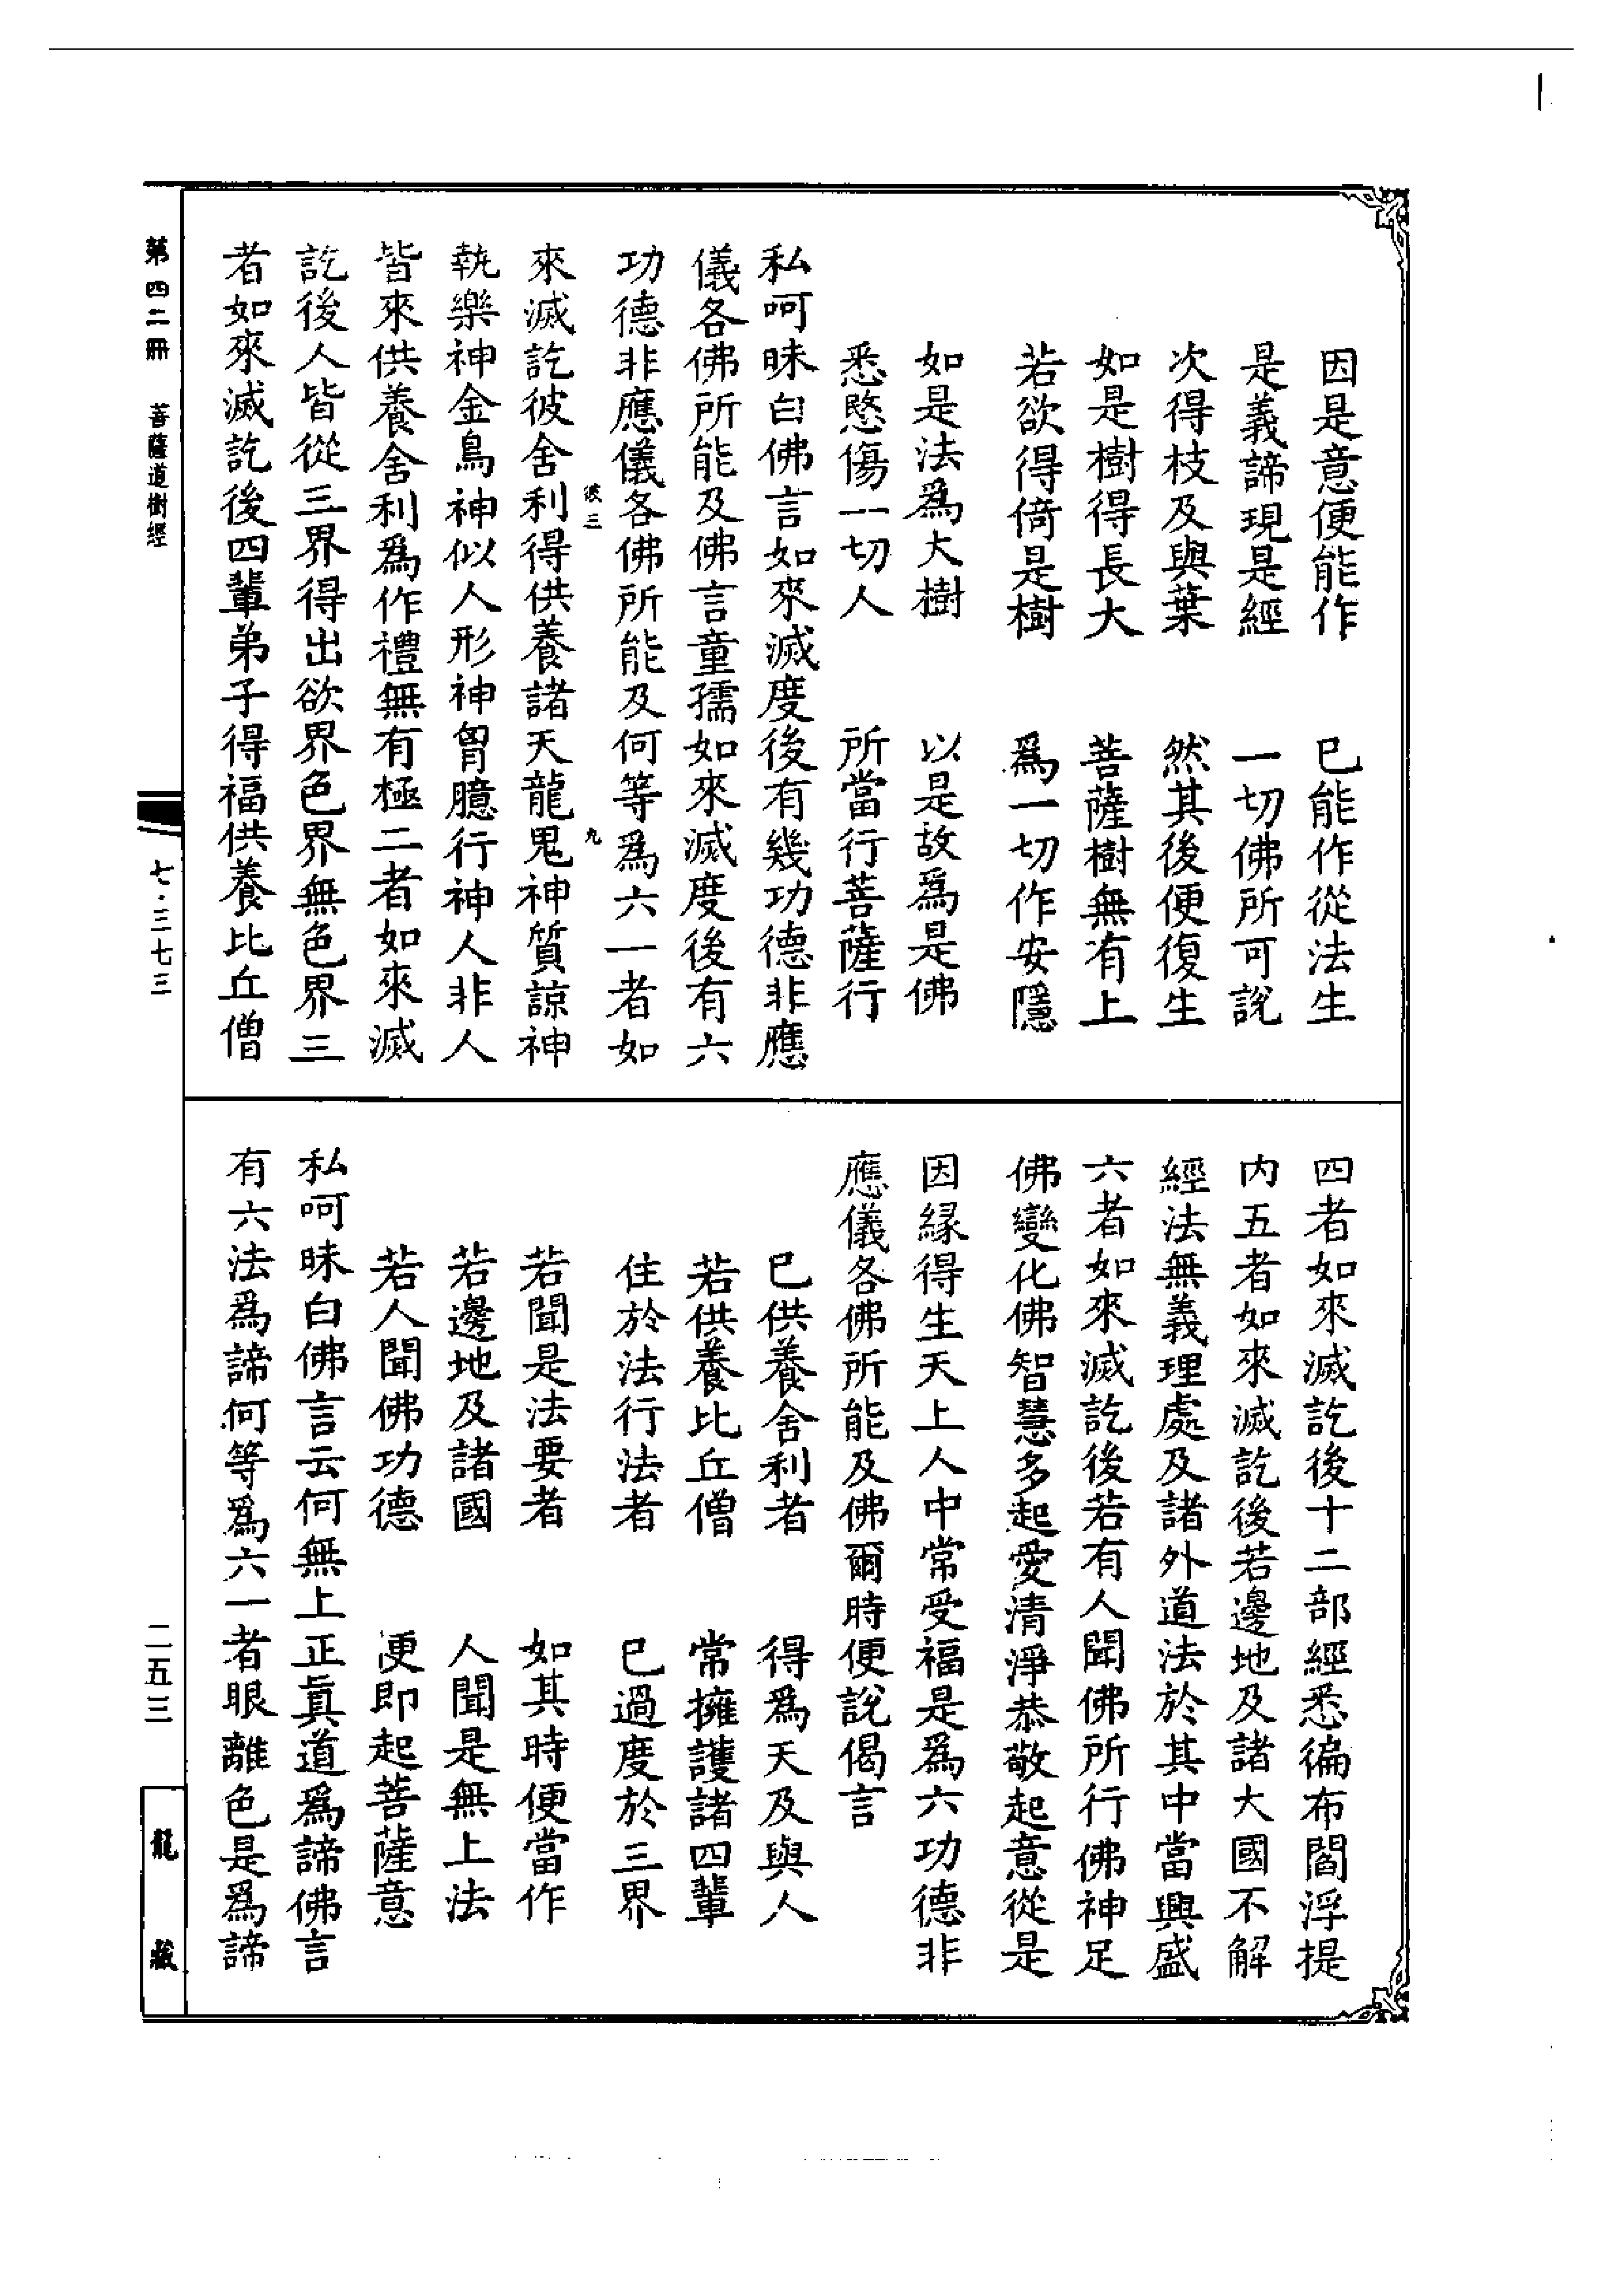 因是意便能作　巳能作從法生
是義諦現是經　一切佛所可說
次得枝及與葉　然其後便復生
如是樹得長大　菩薩樹無有上
若欲得倚是樹　爲一切作安隱
如是法爲大樹　以是故爲是佛
悉愍傷一切人　所當行菩薩行
私呵昧白佛言如來滅度後有幾功德非應
儀各佛所能及佛言童孺如來滅度後有六
功德非應儀各佛所能及何等爲六一者如
彼三　九
來滅訖彼舍利得供養諸天龍鬼神質諒神
執樂神金鳥神似人形神胷臆行神人非人
皆來供養舍利爲作禮無有極二者如來滅
訖後人皆從三界得出欲界色界無色界三
者如來滅訖後四輩弟子得福供養比丘僧
四者如來滅訖後十二部經悉徧布閻浮提
内五者如來滅訖後若邊地及諸大國不解
經法無義理處及諸外道法於其中當興盛
六者如來滅訖後若有人聞佛所行佛神足
佛變化佛智慧多起愛清淨恭敬起意從是
因緣得生天上人中常受福是爲六功德非
應儀各佛所能及佛爾時便說偈言
巳供養舍利者　得爲天及與人
若供養比丘僧　常擁護諸四輩
住於法行法者　巳過度於三界
若聞是法要者　如其時便當作
若邊地及諸國　人聞是無上法
若人聞佛功德　便即起菩薩意
私呵昧白佛言云何無上正眞道爲諦佛言
有六法爲諦何等爲六一者眼離色是爲諦
第四二冊　菩薩道樹經
七·三七三
二五三
龍藏